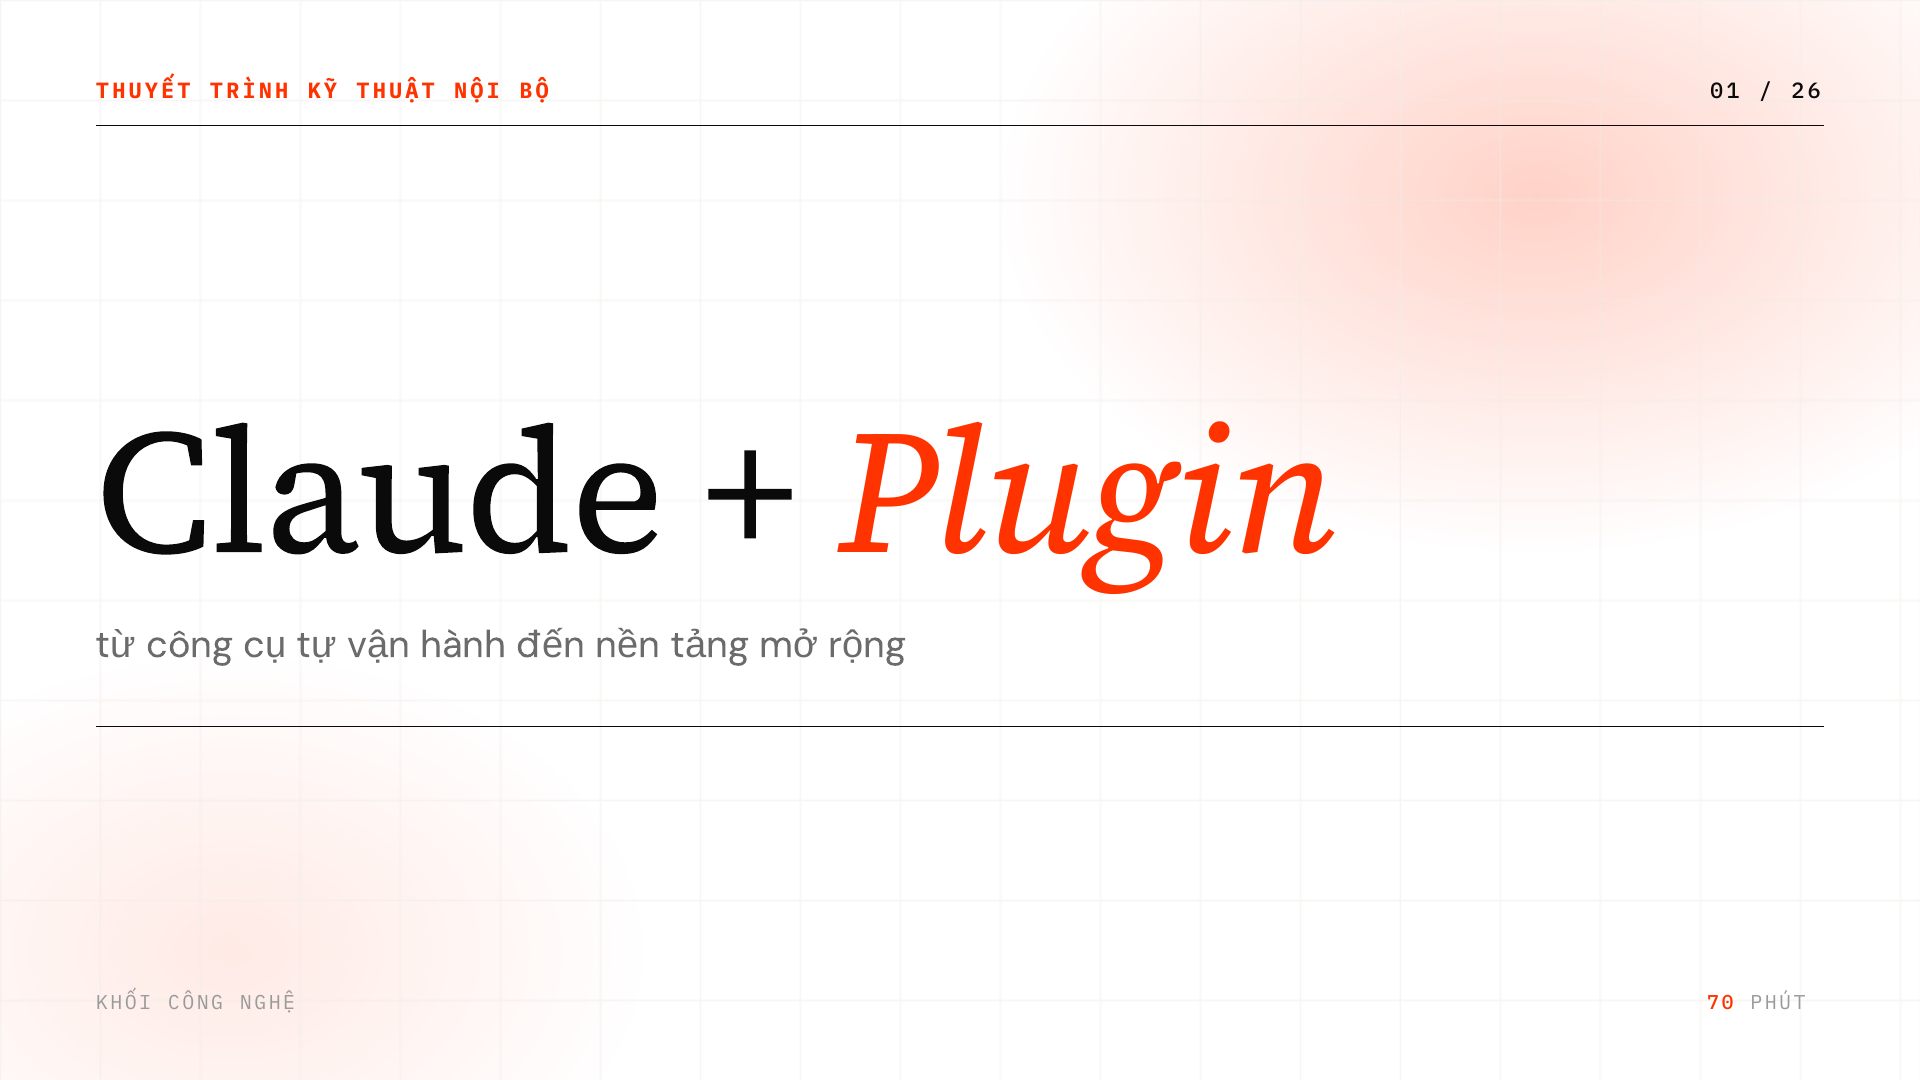 THUYẾT TRÌNH KỸ THUẬT NỘI BỘ
01 / 26
Claude + Plugin
từ công cụ tự vận hành đến nền tảng mở rộng
KHỐI CÔNG NGHỆ
70 PHÚT